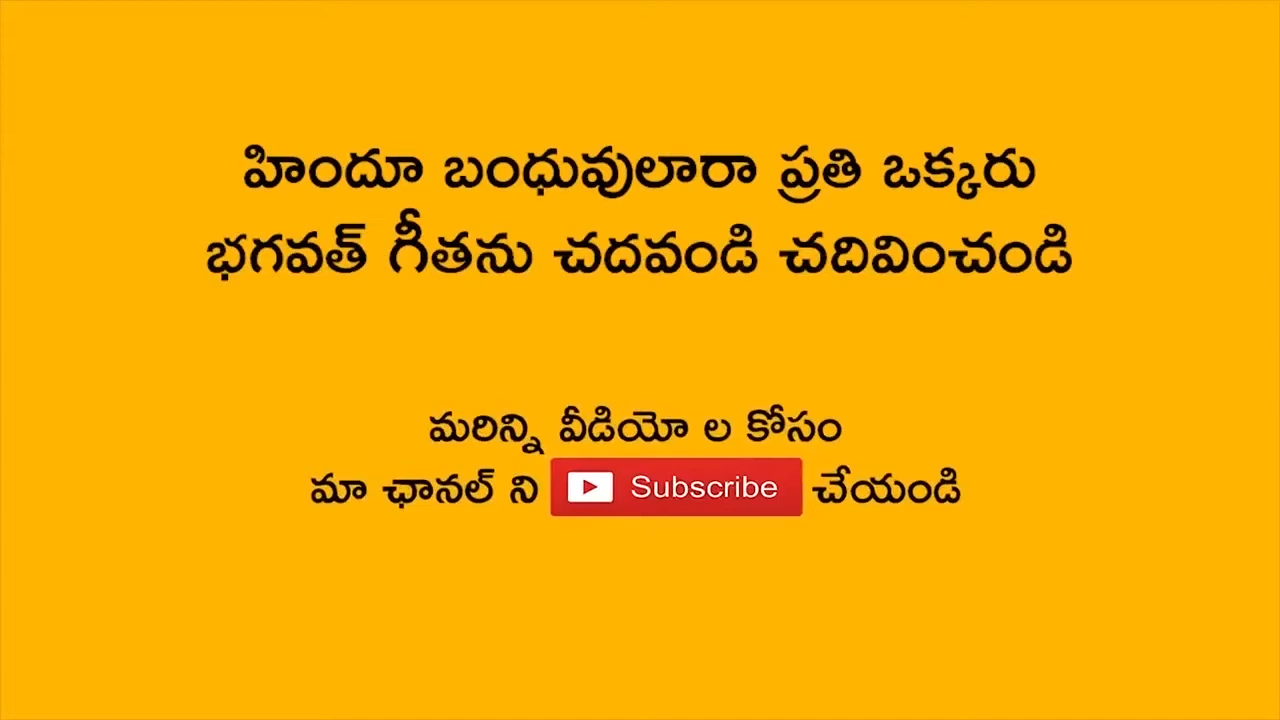 హిందూ బంధువులారా ప్రతి ఒక్కరు
భగవత్ గీతను చదవండి చదివించండి
మరిన్ని వీడియో ల కోసం
మా ఛానల్ ని Subscribe చేయండి